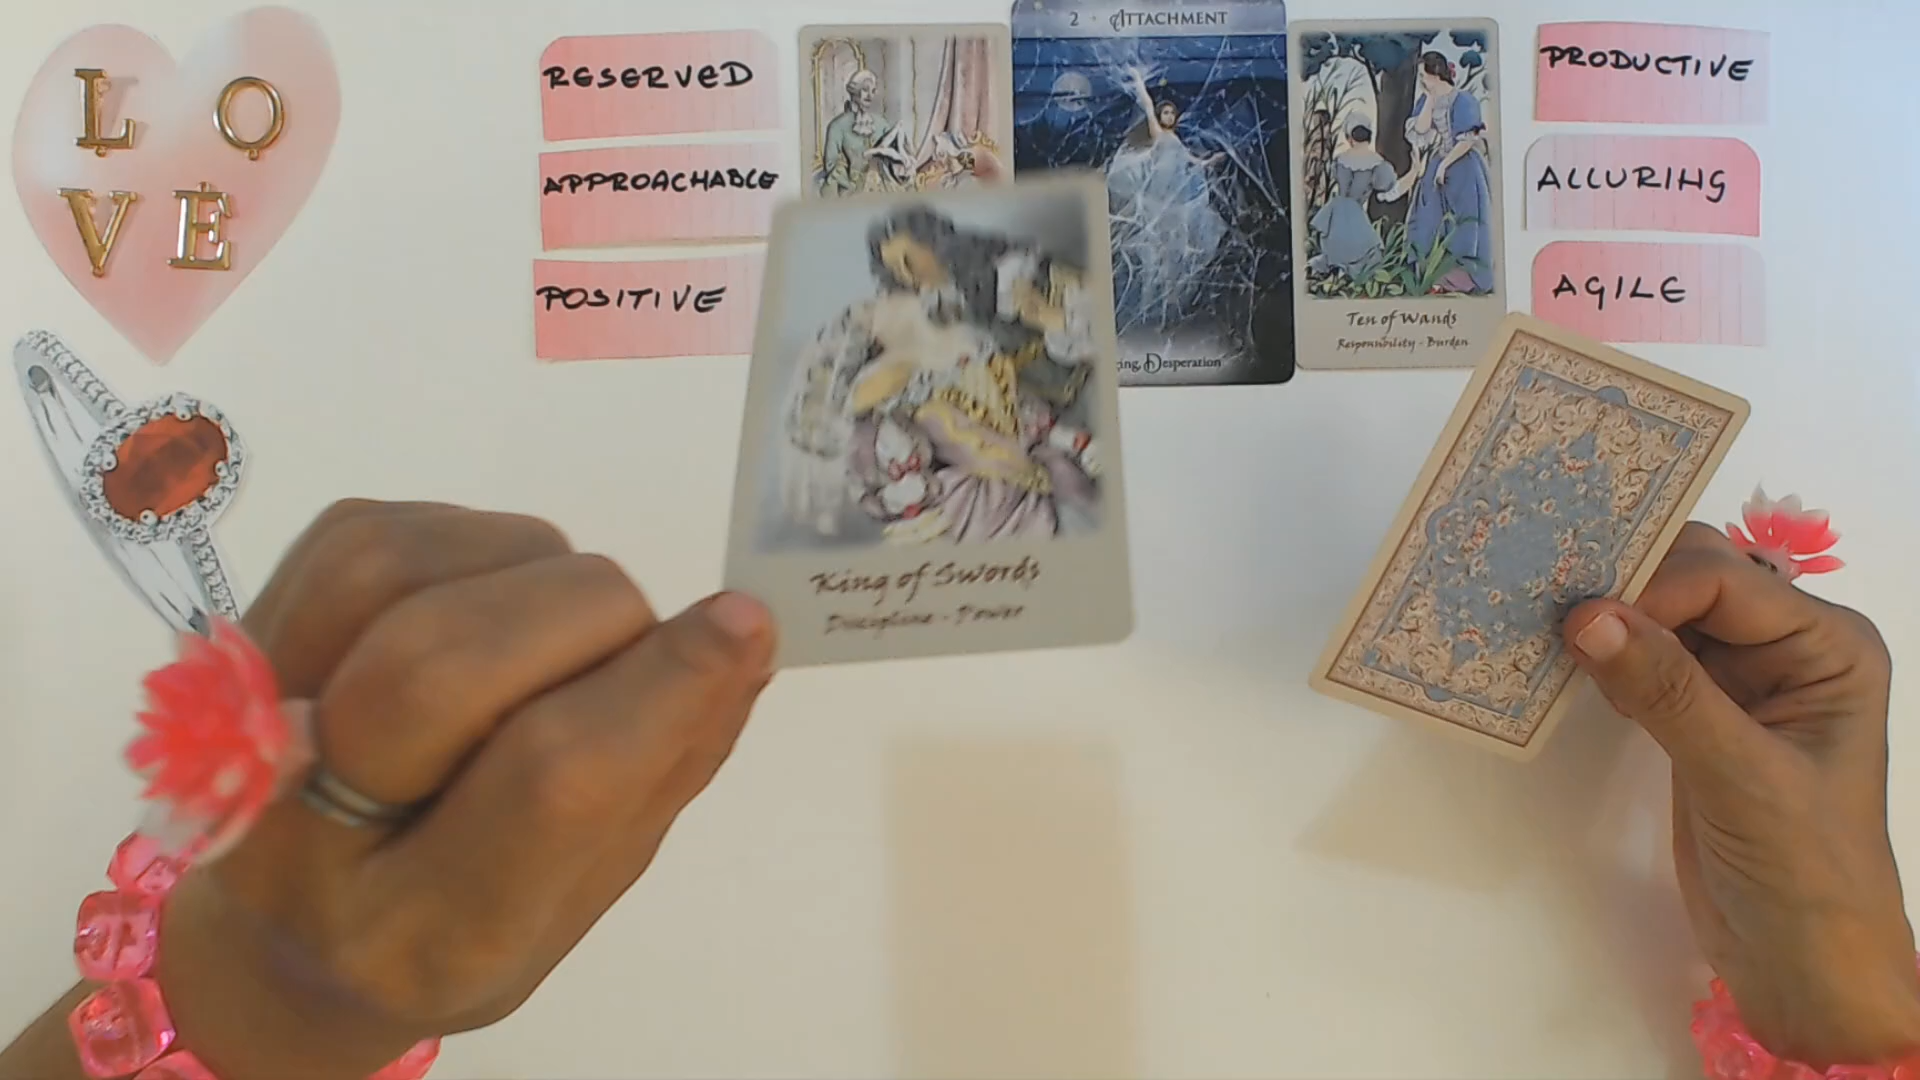 L O
V E
RESERVED
APPROACHABLE
POSITIVE
2 · ATTACHMENT
Desperation
Ten of Wands
Responsibility - Burden
PRODUCTIVE
ALLURING
AGILE
King of Swords
Discipline - Power